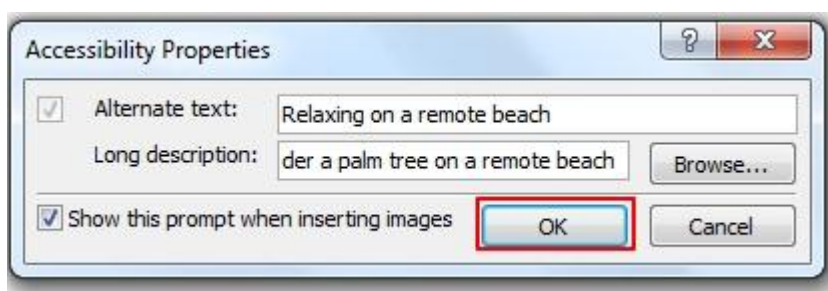 Accessibility Properties
Alternate text: Relaxing on a remote beach
Long description: der a palm tree on a remote beach Browse...
Show this prompt when inserting images OK Cancel